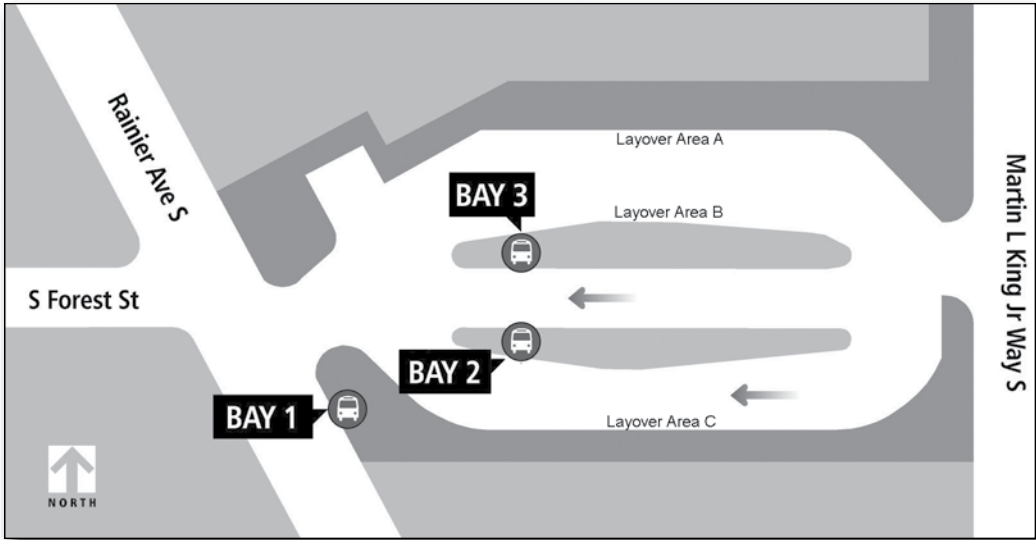 Rainier Ave S
Layover Area A
BAY 3
Layover Area B
Martin L King Jr Way S
S Forest St
BAY 2
BAY 1
Layover Area C
NORTH